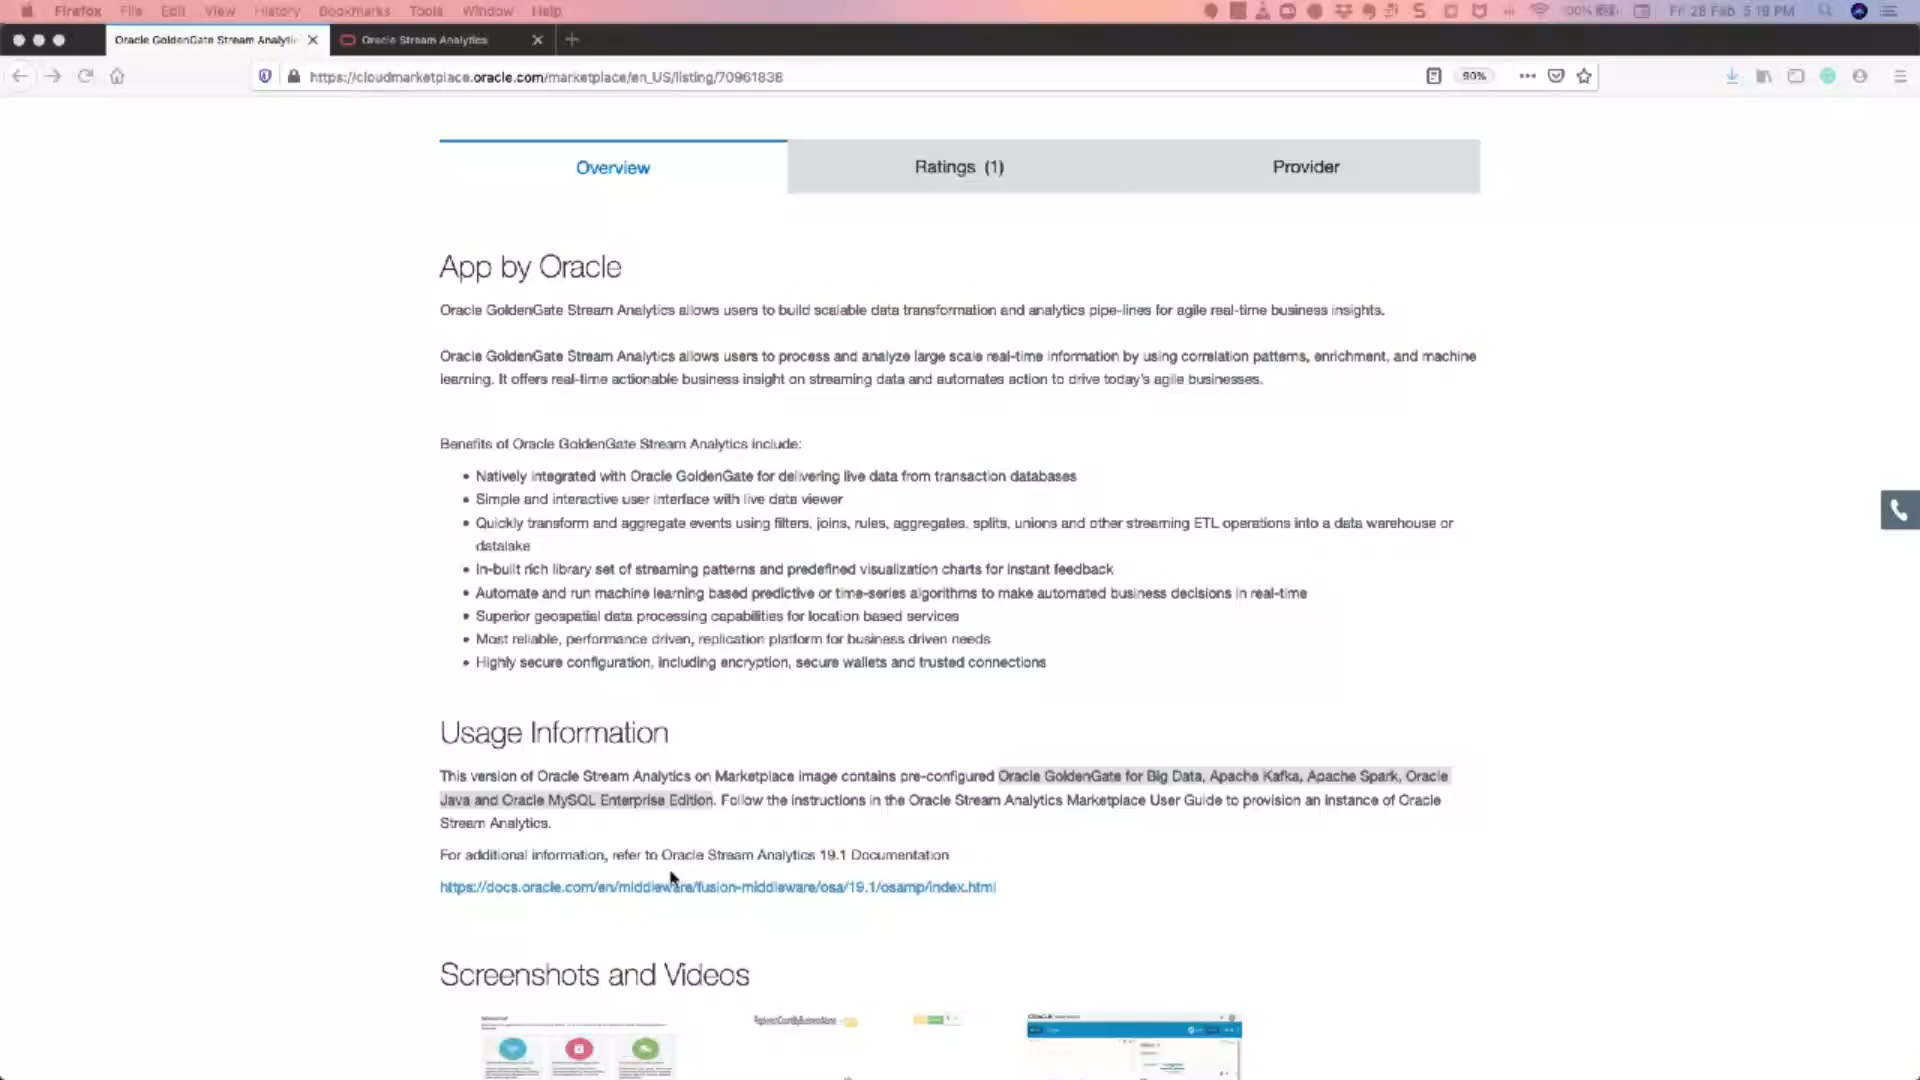 Firefox File Edit View History Bookmarks Tools Window Help 100% Fri 28 Feb 5:19 PM
Oracle GoldenGate Stream Analyti Oracle Stream Analytics
https://cloudmarketplace.oracle.com/marketplace/en_US/listing/70961838 90%
Overview Ratings (1) Provider
App by Oracle
Oracle GoldenGate Stream Analytics allows users to build scalable data transformation and analytics pipe-lines for agile real-time business insights.
Oracle GoldenGate Stream Analytics allows users to process and analyze large scale real-time information by using correlation patterns, enrichment, and machine
learning. It offers real-time actionable business insight on streaming data and automates action to drive today's agile businesses.
Benefits of Oracle GoldenGate Stream Analytics include:
• Natively integrated with Oracle GoldenGate for delivering live data from transaction databases
• Simple and interactive user interface with live data viewer
• Quickly transform and aggregate events using filters, joins, rules, aggregates, splits, unions and other streaming ETL operations into a data warehouse or
datalake
• In-built rich library set of streaming patterns and predefined visualization charts for instant feedback
• Automate and run machine learning based predictive or time-series algorithms to make automated business decisions in real-time
• Superior geospatial data processing capabilities for location based services
• Most reliable, performance driven, replication platform for business driven needs
• Highly secure configuration, including encryption, secure wallets and trusted connections
Usage Information
This version of Oracle Stream Analytics on Marketplace image contains pre-configured Oracle GoldenGate for Big Data, Apache Kafka, Apache Spark, Oracle
Java and Oracle MySQL Enterprise Edition. Follow the instructions in the Oracle Stream Analytics Marketplace User Guide to provision an instance of Oracle
Stream Analytics.
For additional information, refer to Oracle Stream Analytics 19.1 Documentation
https://docs.oracle.com/en/middleware/fusion-middleware/osa/19.1/osamp/index.html
Screenshots and Videos
ORACLE